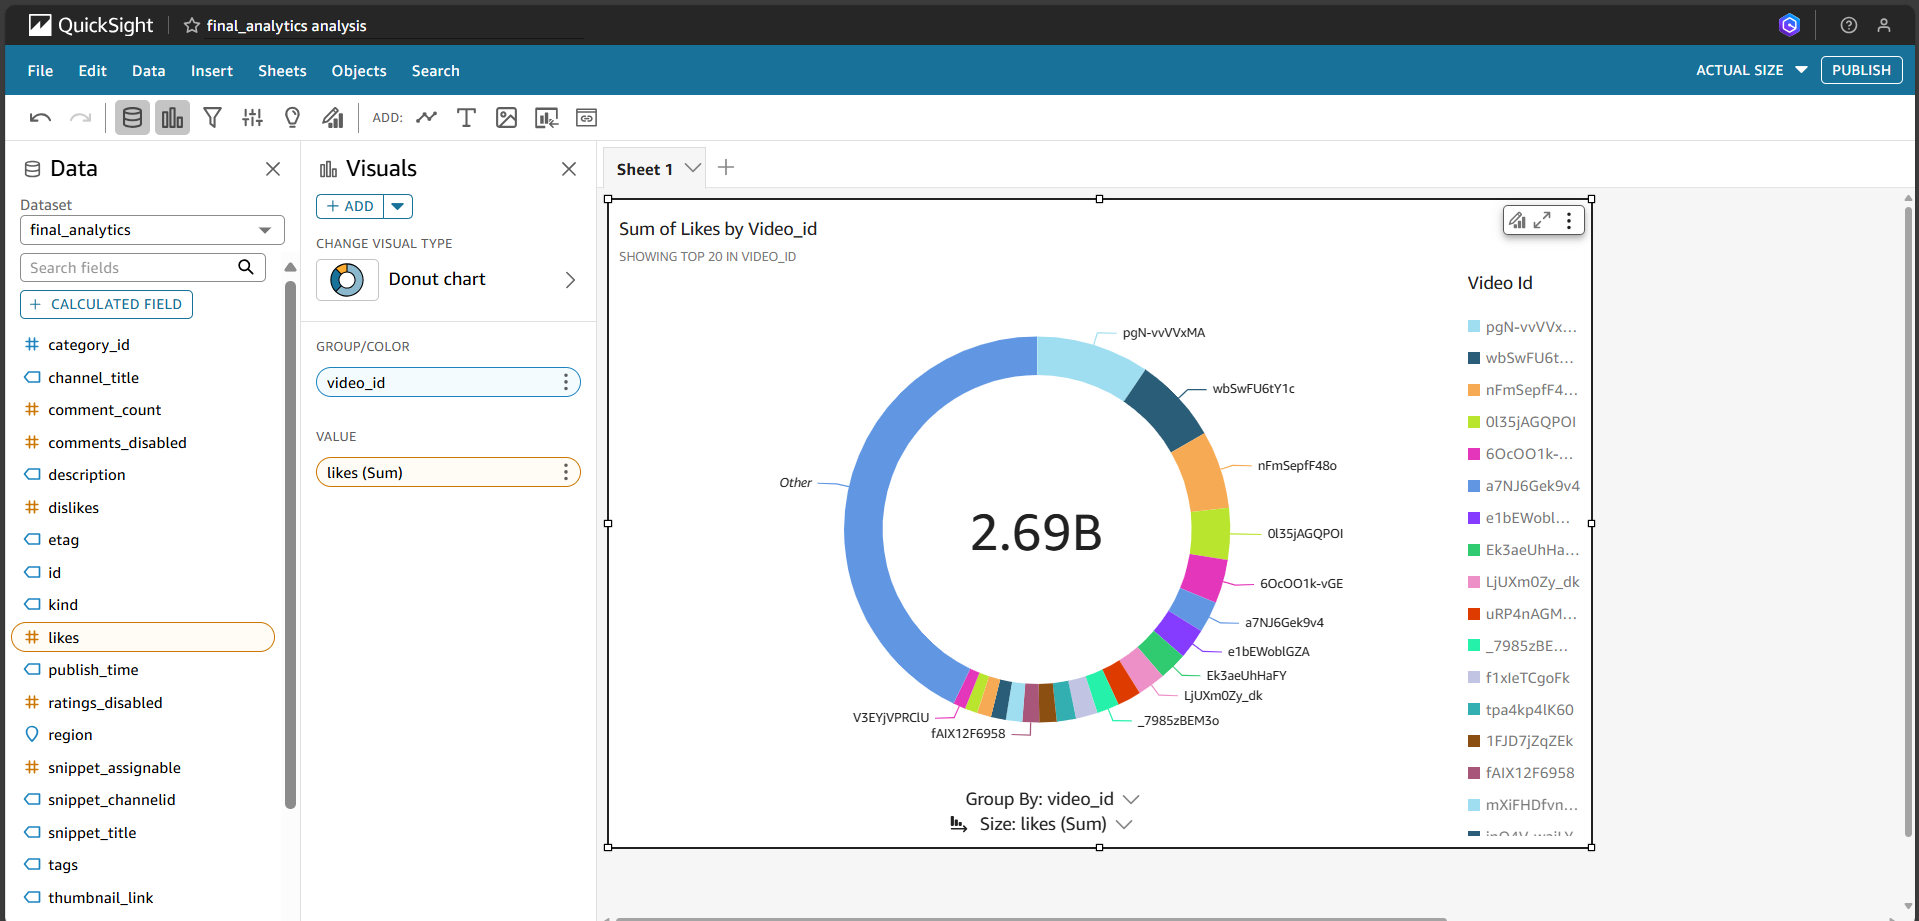 QuickSight
final_analytics analysis
File Edit Data Insert Sheets Objects Search
ACTUAL SIZE
PUBLISH
ADD:
Data
Dataset
final_analytics
Search fields
+ CALCULATED FIELD
category_id
channel_title
comment_count
comments_disabled
description
dislikes
etag
id
kind
likes
publish_time
ratings_disabled
region
snippet_assignable
snippet_channelid
snippet_title
tags
thumbnail_link
Visuals
+ ADD
CHANGE VISUAL TYPE
Donut chart
GROUP/COLOR
video_id
VALUE
likes (Sum)
Sheet 1
Sum of Likes by Video_id
SHOWING TOP 20 IN VIDEO_ID
pgN-vvVVxMA
wbSwFU6tY1c
nFmSepfF48o
0l35jAGQPOI
6OcOO1k-vGE
a7NJ6Gek9v4
e1bEWoblGZA
Ek3aeUhHaFY
LjUXm0Zy_dk
_7985zBEM3o
fAIX12F6958
V3EYjVPRClU
Other
2.69B
Group By: video_id
Size: likes (Sum)
Video Id
pgN-vvVVx...
wbSwFU6t...
nFmSepfF4...
0l35jAGQPOI
6OcOO1k-...
a7NJ6Gek9v4
e1bEWobl...
Ek3aeUhHa...
LjUXm0Zy_dk
uRP4nAGM...
_7985zBE...
f1xIeTCgoFk
tpa4kp4lK60
1FJD7jZqZEk
fAIX12F6958
mXiFHDfvn...